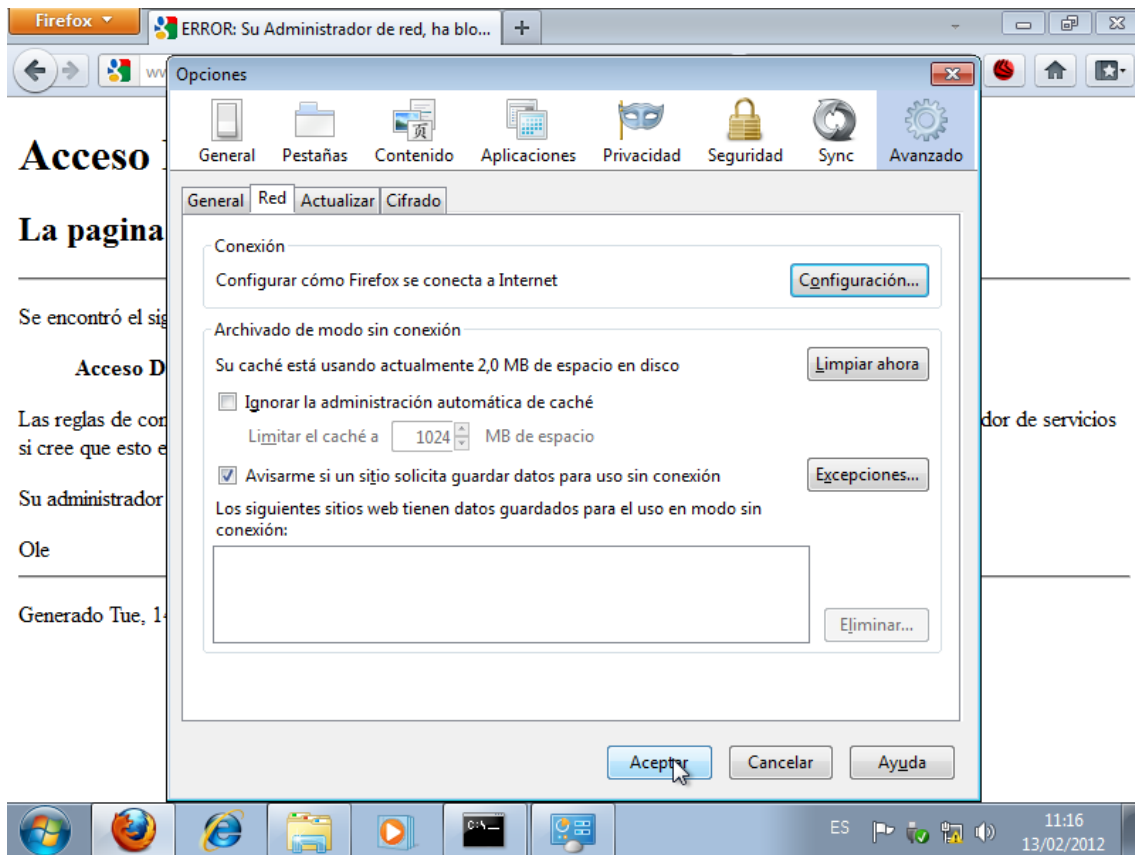 Firefox
ERROR: Su Administrador de red, ha blo...
Opciones
General Pestañas Contenido Aplicaciones Privacidad Seguridad Sync Avanzado
General Red Actualizar Cifrado
Acceso
La pagina
Se encontró el
Acceso
Las reglas de
dor de servicios
si cree que esto
Su administrador
Ole
Generado Tue,
Conexión
Configurar cómo Firefox se conecta a Internet
Configuración...
Archivado de modo sin conexión
Su caché está usando actualmente 2,0 MB de espacio en disco
Limpiar ahora
Ignorar la administración automática de caché
Limitar el caché a 1024 MB de espacio
Avisarme si un sitio solicita guardar datos para uso sin conexión
Excepciones...
Los siguientes sitios web tienen datos guardados para el uso en modo sin
conexión:
Eliminar...
Aceptar Cancelar Ayuda
C:\_
ES
11:16
13/02/2012